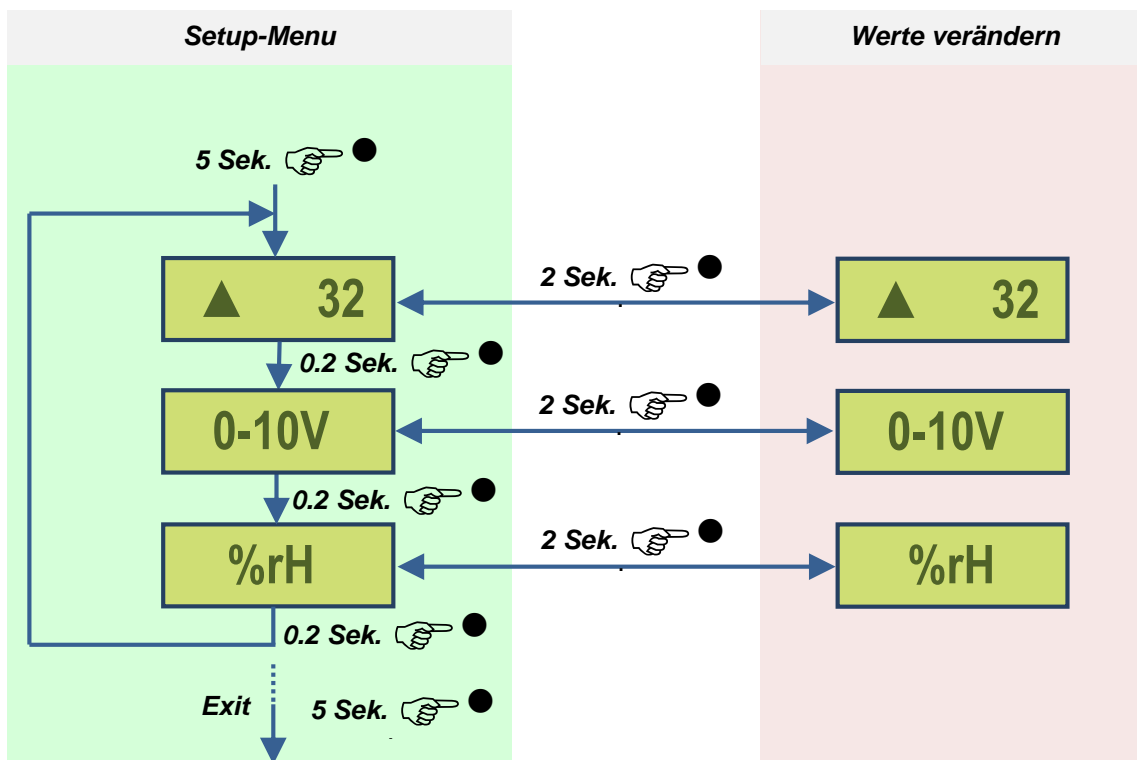 Setup-Menu
Werte verändern
5 Sek.
▲ 32
2 Sek.
▲ 32
0.2 Sek.
0-10V
2 Sek.
0-10V
0.2 Sek.
%rH
2 Sek.
%rH
0.2 Sek.
Exit
5 Sek.